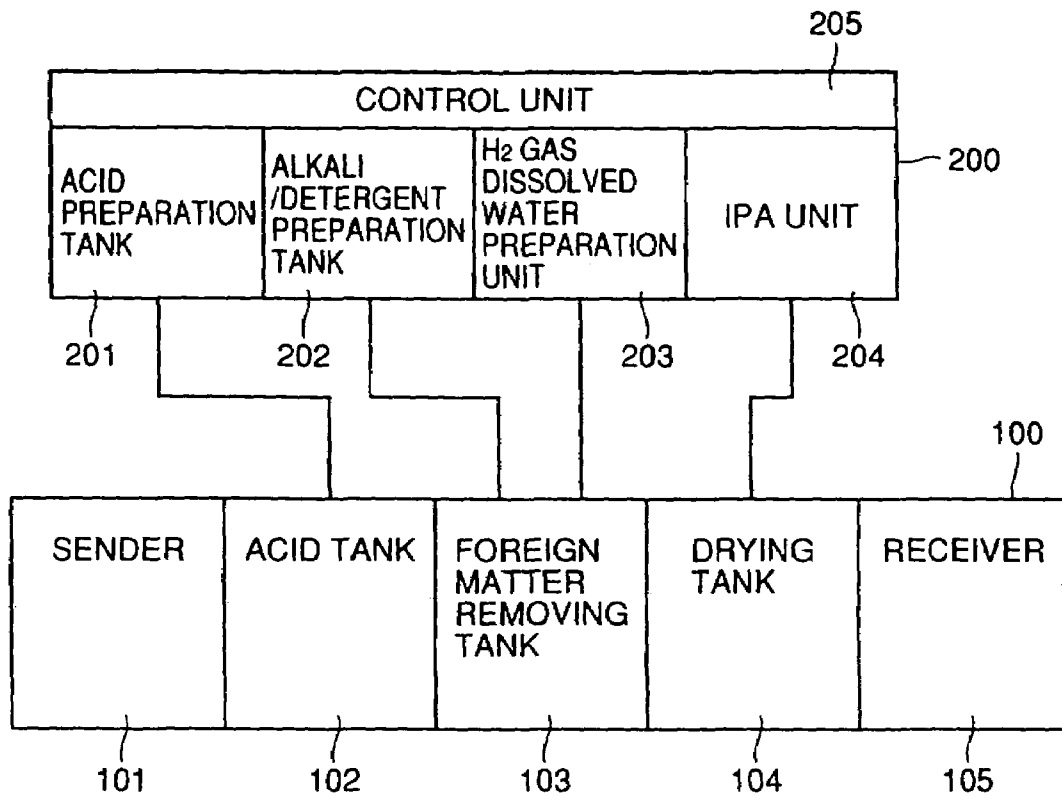 205
CONTROL UNIT
200
ACID
PREPARATION
TANK
ALKALI
/DETERGENT
PREPARATION
TANK
H2 GAS
DISSOLVED
WATER
PREPARATION
UNIT
IPA UNIT
201
202
203
204
100
SENDER
ACID TANK
FOREIGN
MATTER
REMOVING
TANK
DRYING
TANK
RECEIVER
101
102
103
104
105